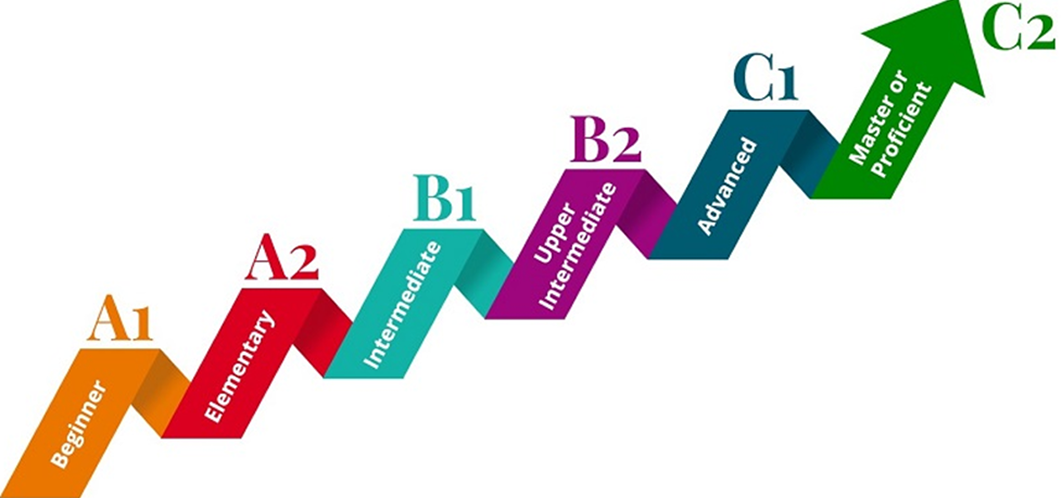 A1
Beginner
A2
Elementary
B1
Intermediate
B2
Upper
Intermediate
C1
Advanced
C2
Master or
Proficient